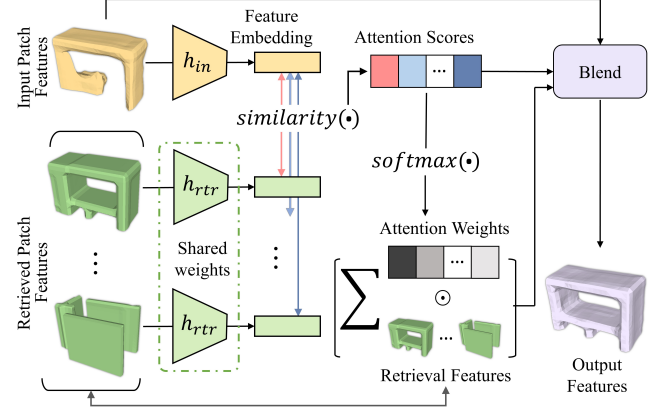 Feature
Embedding
Attention Scores
Input Patch
Features
h_in
Blend
similarity(•)
softmax(•)
h_rtr
Shared
weights
Attention Weights
Retrieved Patch
Features
...
∑
⊙
h_rtr
Retrieval Features
Output
Features